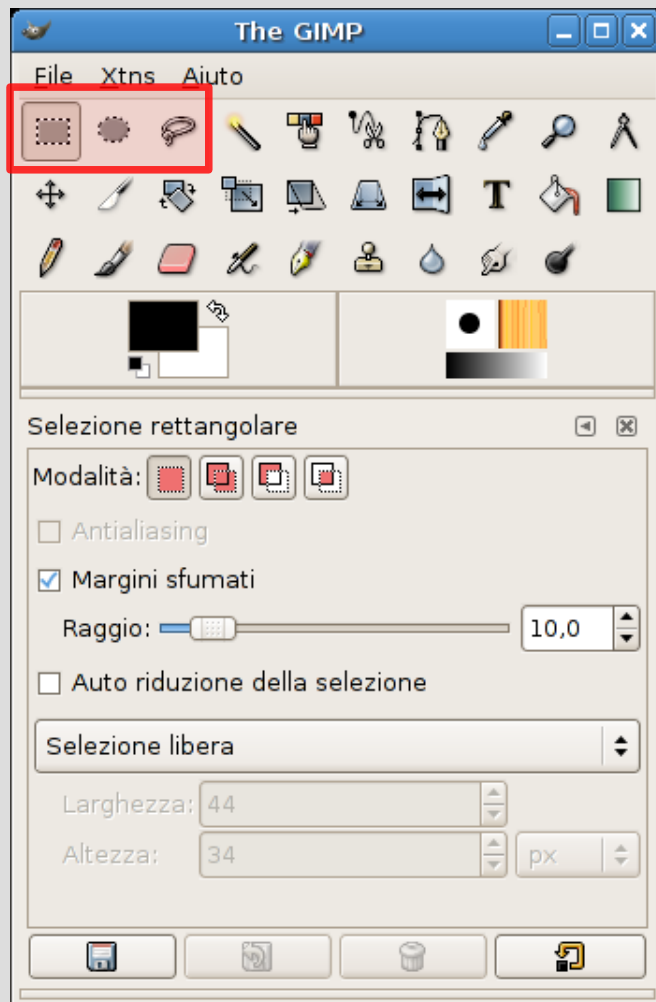 The GIMP
File Xtns Aiuto
Selezione rettangolare
Modalità:
Antialiasing
Margini sfumati
Raggio: 10,0
Auto riduzione della selezione
Selezione libera
Larghezza: 44
Altezza: 34 px